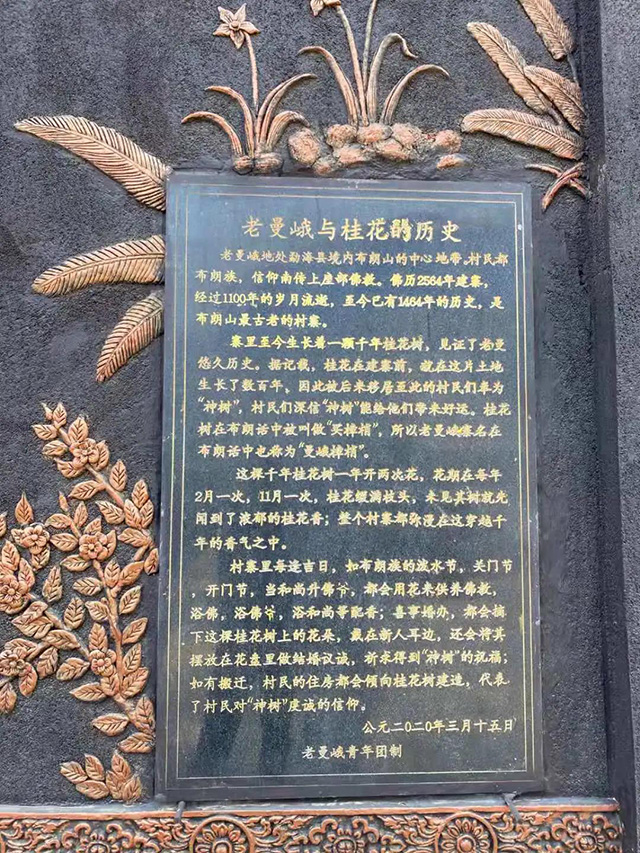 老曼峨与桂花的历史
老曼峨地处勐海县境内布朗山的中心地带。村民都
布朗族，信仰南传上座部佛教。佛历2564年建寨，
经过1100年的岁月流逝，至今已有1464年的历史，是
布朗山最古老的村寨。
寨里至今生长着一颗千年桂花树，见证了老曼
悠久历史。据记载，桂花在建寨前，就在这片土地
生长了数百年，因此被后来移居至此的村民们奉为
“神树”，村民们深信“神树”能给他们带来好运。桂花
树在布朗话中被叫做“买樟梢”，所以老曼峨寨名在
布朗话中也称为“曼峨樟梢”。
这棵千年桂花树一年开两次花，花期在每年
2月一次，11月一次，桂花缀满枝头，未见其树就先
闻到了浓郁的桂花香；整个村寨都弥漫在这穿越千
年的香气之中。
村寨里每逢吉日，如布朗族的泼水节，关门节
，开门节，当和尚升佛爷，都会用花来供养佛教，
浴佛，浴佛爷，浴和尚等配香；喜事婚办，都会摘
下这棵桂花树上的花朵，戴在新人耳边，还会将其
摆放在花盘里做结婚议诚，祈求得到“神树”的祝福；
如有搬迁，村民的住房都会倾向桂花树建造，代表
了村民对“神树”虔诚的信仰。
公元二〇二〇年三月十五日
老曼峨青年团制